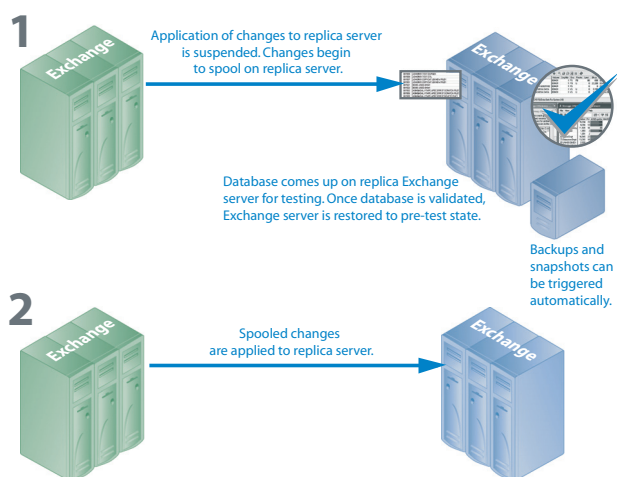 1
Exchange
Application of changes to replica server
is suspended. Changes begin
to spool on replica server.
Exchange
Database comes up on replica Exchange
server for testing. Once database is validated,
Exchange server is restored to pre-test state.
Backups and
snapshots can
be triggered
automatically.
2
Exchange
Spooled changes
are applied to replica server.
Exchange